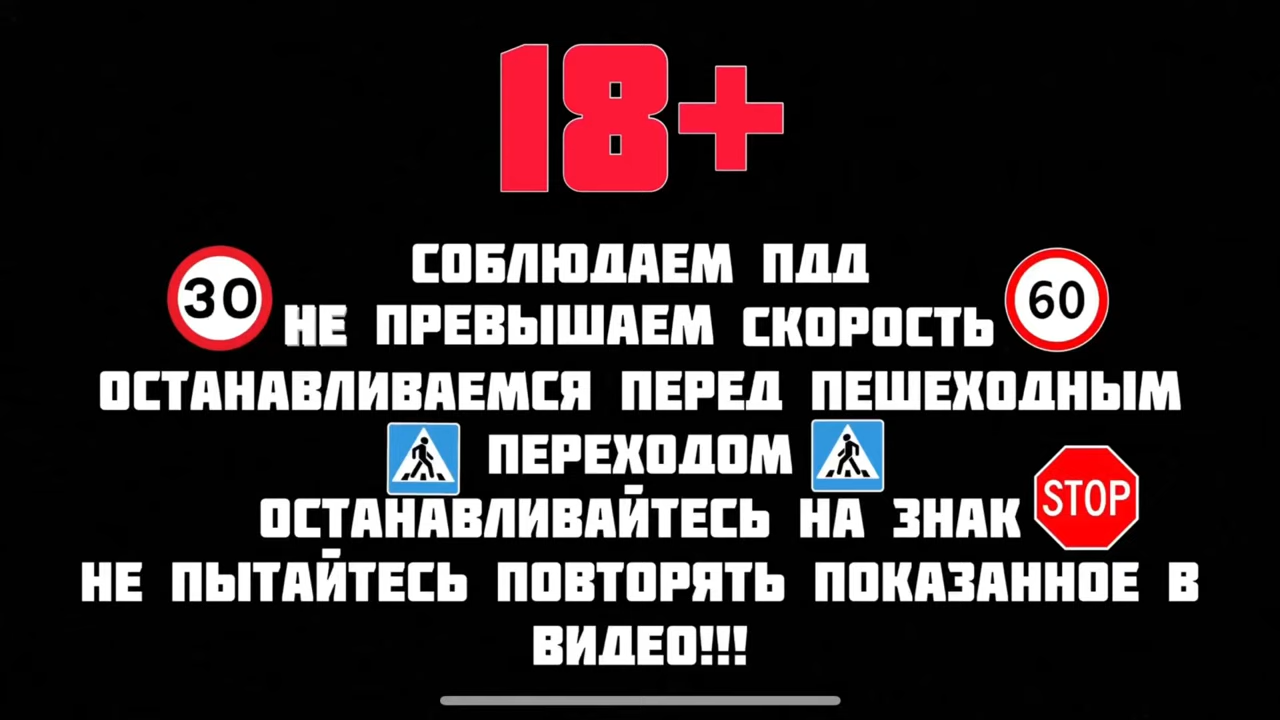 18+
СОБЛЮДАЕМ ПДД
30 НЕ ПРЕВЫШАЕМ СКОРОСТЬ 60
ОСТАНАВЛИВАЕМСЯ ПЕРЕД ПЕШЕХОДНЫМ
ПЕРЕХОДОМ
ОСТАНАВЛИВАЙТЕСЬ НА ЗНАК STOP
НЕ ПЫТАЙТЕСЬ ПОВТОРЯТЬ ПОКАЗАННОЕ В
ВИДЕО!!!